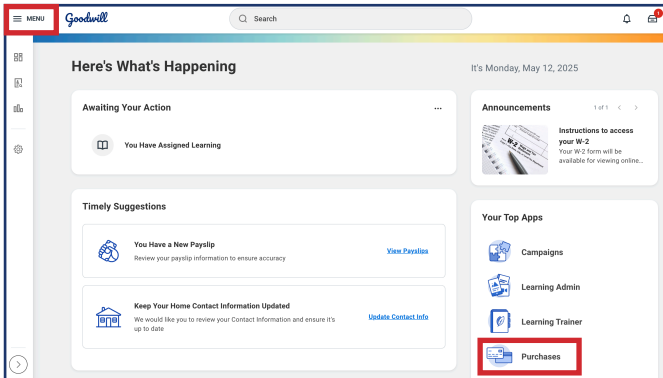 MENU
Goodwill
Search
1
Here's What's Happening
It's Monday, May 12, 2025
Awaiting Your Action
...
You Have Assigned Learning
Announcements
1 of 1
W-2
Instructions to access
your W-2
Your W-2 form will be
available for viewing online...
Timely Suggestions
You Have a New Payslip
Review your payslip information to ensure accuracy
View Payslips
Keep Your Home Contact Information Updated
We would like you to review your Contact Information and ensure it's
up to date
Update Contact Info
Your Top Apps
Campaigns
Learning Admin
Learning Trainer
Purchases